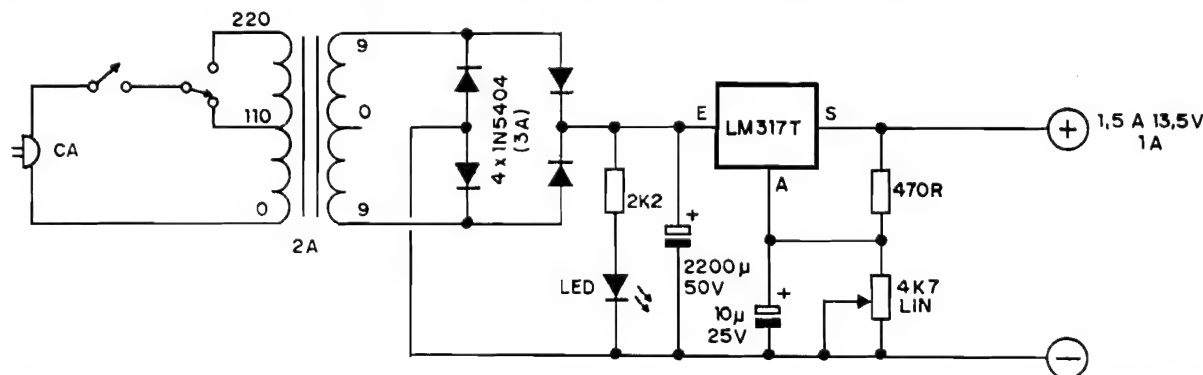 220
110
0
CA
2A
9
0
9
4 x 1N5404
(3A)
2K2
LED
+
2200µ
50V
E
LM317T
S
A
+
10µ
25V
470R
4K7
LIN
+
1,5 A 13,5V
1A
−